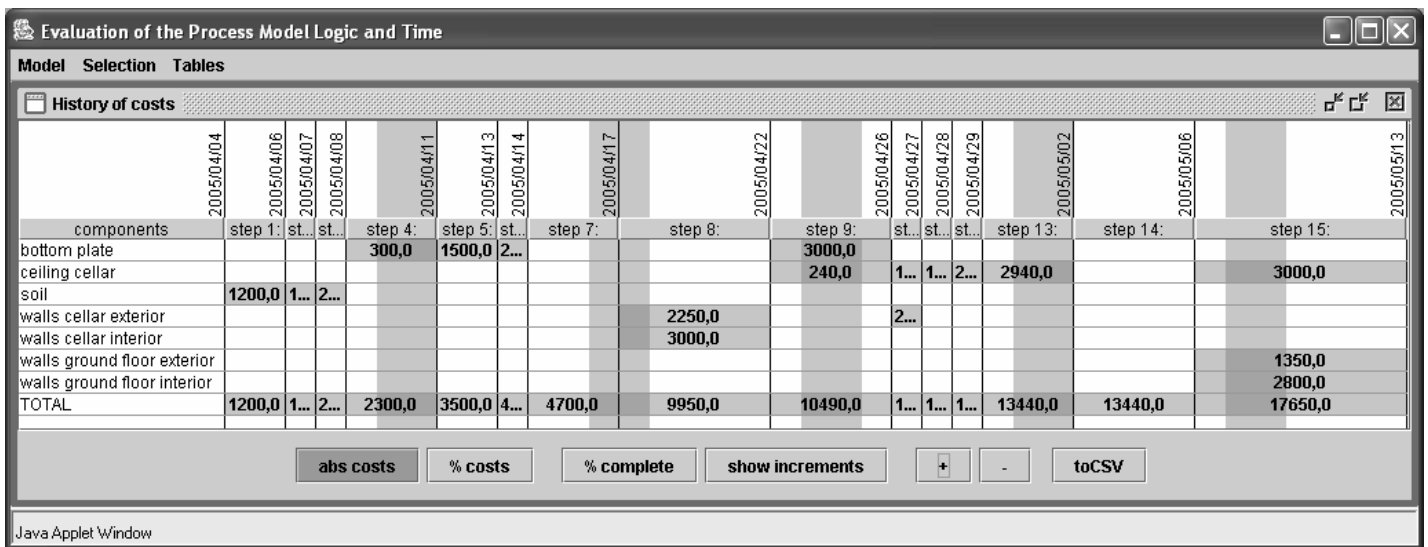 Evaluation of the Process Model Logic and Time
Model Selection Tables
History of costs
2005/04/04 2005/04/06 2005/04/07 2005/04/08 2005/04/11 2005/04/13 2005/04/14 2005/04/17 2005/04/22 2005/04/26 2005/04/27 2005/04/28 2005/04/29 2005/05/02 2005/05/06 2005/05/13
components step 1: st... st... step 4: step 5: st... step 7: step 8: step 9: st... st... st... step 13: step 14: step 15:
bottom plate 300,0 1500,0 2... 3000,0
ceiling cellar 240,0 1... 1... 2... 2940,0 3000,0
soil 1200,0 1... 2...
walls cellar exterior 2250,0 2...
walls cellar interior 3000,0
walls ground floor exterior 1350,0
walls ground floor interior 2800,0
TOTAL 1200,0 1... 2... 2300,0 3500,0 4... 4700,0 9950,0 10490,0 1... 1... 1... 13440,0 13440,0 17650,0
abs costs % costs % complete show increments + - toCSV
Java Applet Window